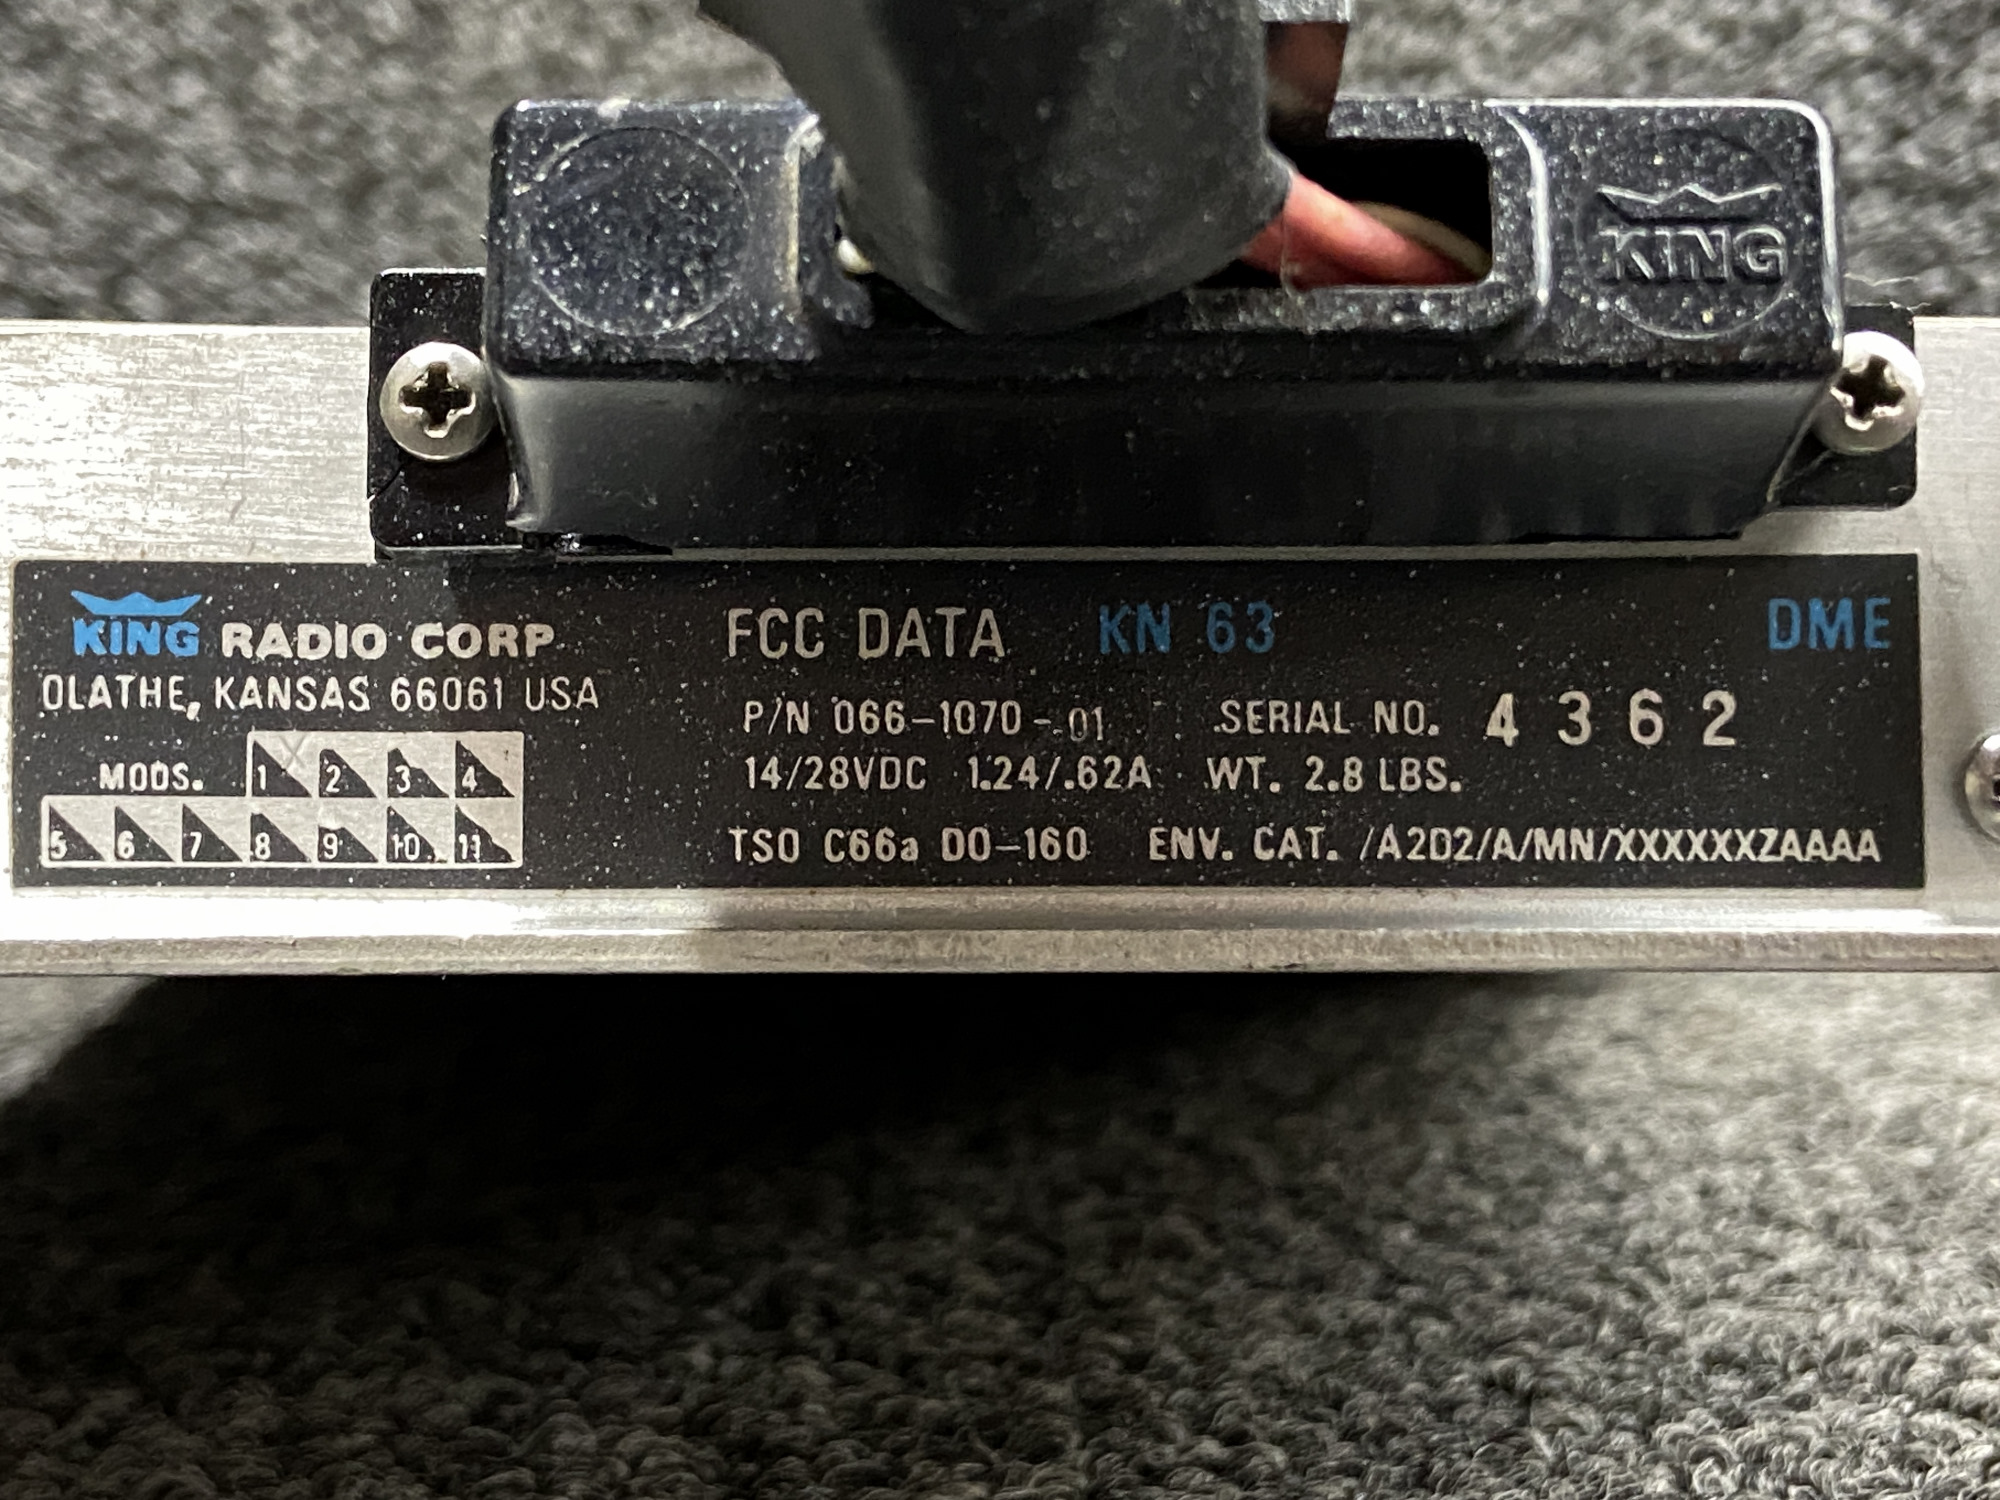 KING
KING RADIO CORP
OLATHE, KANSAS 66061 USA
MODS. 1 2 3 4
5 6 7 8 9 10 11
FCC DATA KN 63 DME
P/N 066-1070-01 SERIAL NO. 4362
14/28VDC 1.24/.62A WT. 2.8 LBS.
TSO C66a DO-160 ENV. CAT. /A2D2/A/MN/XXXXXXZAAAA